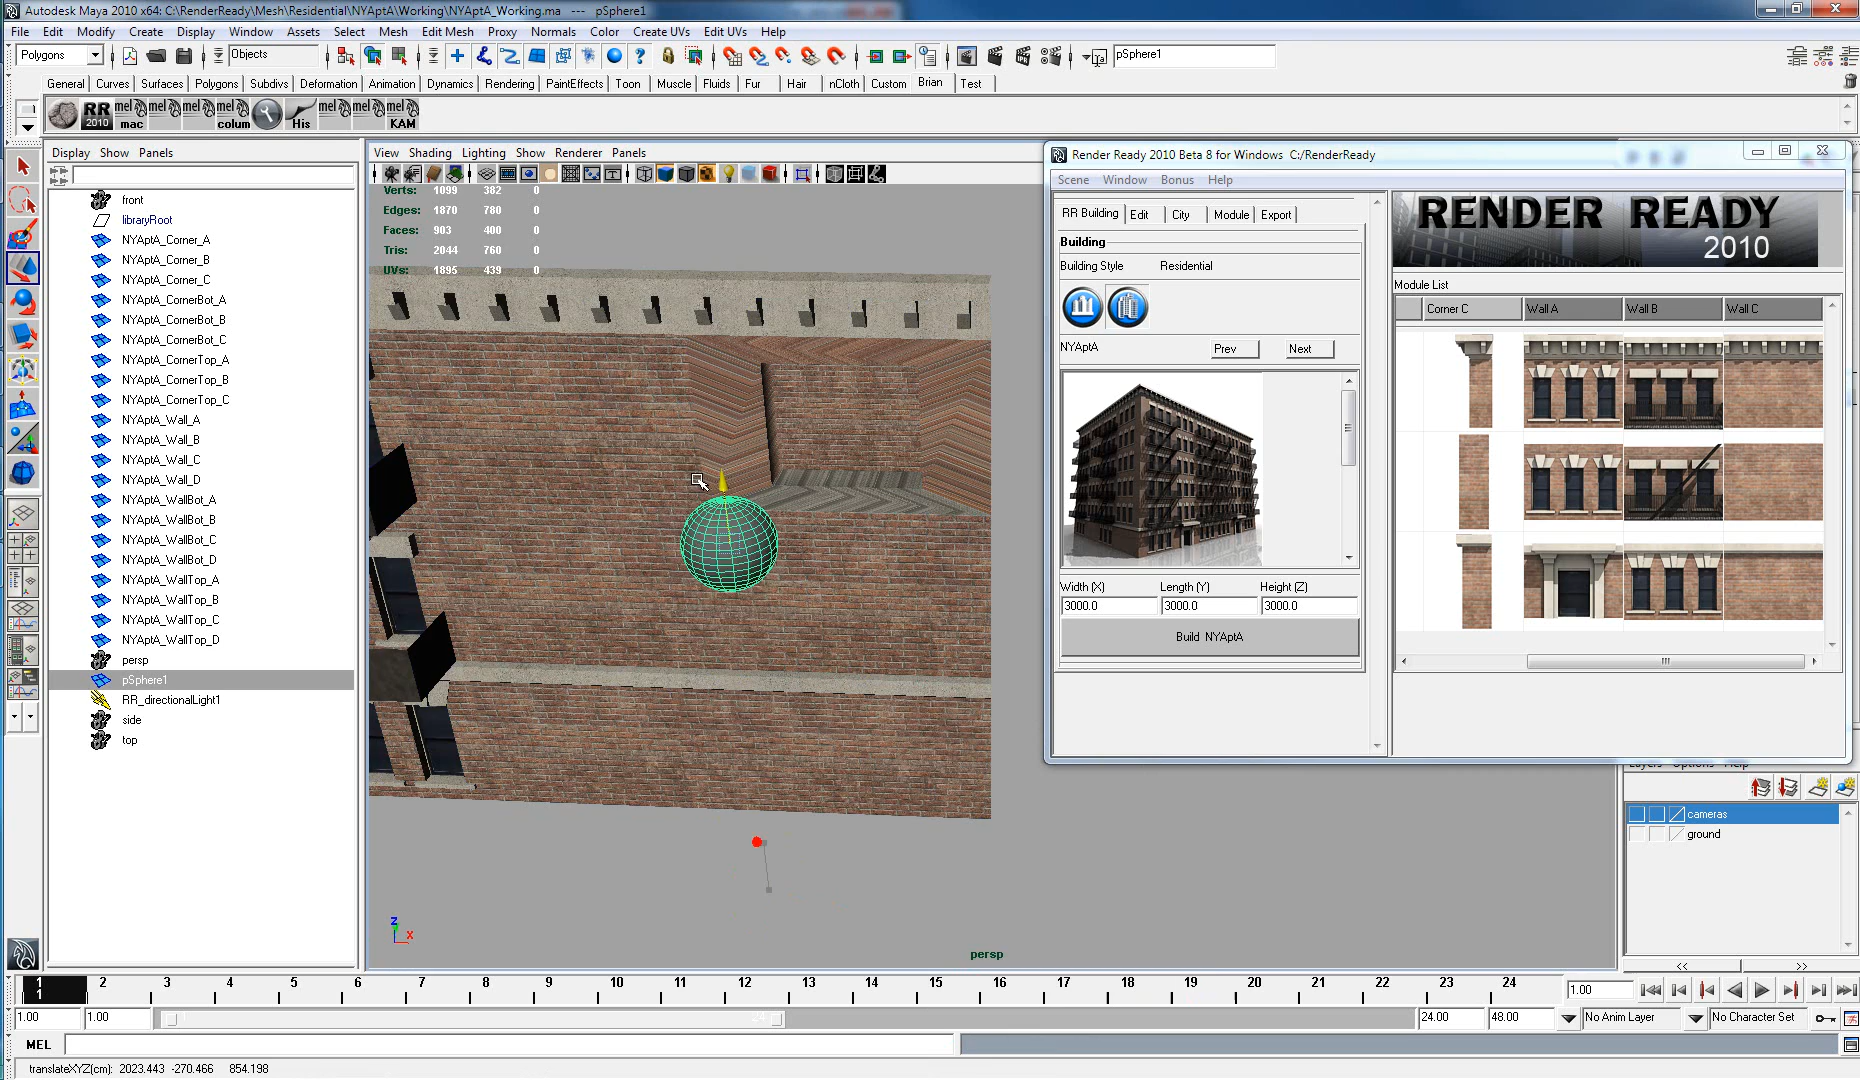 Autodesk Maya 2010 x64: C:\RenderReady\Mesh\Residential\NYAptA\Working\NYAptA_Working.ma --- pSphere1
File Edit Modify Create Display Window Assets Select Mesh Edit Mesh Proxy Normals Color Create UVs Edit UVs Help
Polygons Objects pSphere1
General Curves Surfaces Polygons Subdivs Deformation Animation Dynamics Rendering PaintEffects Toon Muscle Fluids Fur Hair nCloth Custom Brian Test
RR 2010 mel mac mel mel mel colum His mel mel mel KAM
Display Show Panels
View Shading Lighting Show Renderer Panels
front
libraryRoot
NYAptA_Corner_A
NYAptA_Corner_B
NYAptA_Corner_C
NYAptA_CornerBot_A
NYAptA_CornerBot_B
NYAptA_CornerBot_C
NYAptA_CornerTop_A
NYAptA_CornerTop_B
NYAptA_CornerTop_C
NYAptA_Wall_A
NYAptA_Wall_B
NYAptA_Wall_C
NYAptA_Wall_D
NYAptA_WallBot_A
NYAptA_WallBot_B
NYAptA_WallBot_C
NYAptA_WallBot_D
NYAptA_WallTop_A
NYAptA_WallTop_B
NYAptA_WallTop_C
NYAptA_WallTop_D
persp
pSphere1
RR_directionalLight1
side
top
Verts: 1099 382 0
Edges: 1870 780 0
Faces: 903 400 0
Tris: 2044 760 0
UVs: 1895 439 0
z
x
persp
Render Ready 2010 Beta 8 for Windows C:/RenderReady
Scene Window Bonus Help
RR Building Edit City Module Export
Building
Building Style Residential
NYAptA Prev Next
Width (X) Length (Y) Height (Z)
3000.0 3000.0 3000.0
Build NYAptA
RENDER READY
2010
Module List
Corner C Wall A Wall B Wall C
Layers Options Help
cameras
ground
<< >>
1 2 3 4 5 6 7 8 9 10 11 12 13 14 15 16 17 18 19 20 21 22 23 24 1.00
1
1.00 1.00 1 24 24.00 48.00 No Anim Layer No Character Set
MEL
translateXYZ(cm): 2023.443 -270.466 854.198